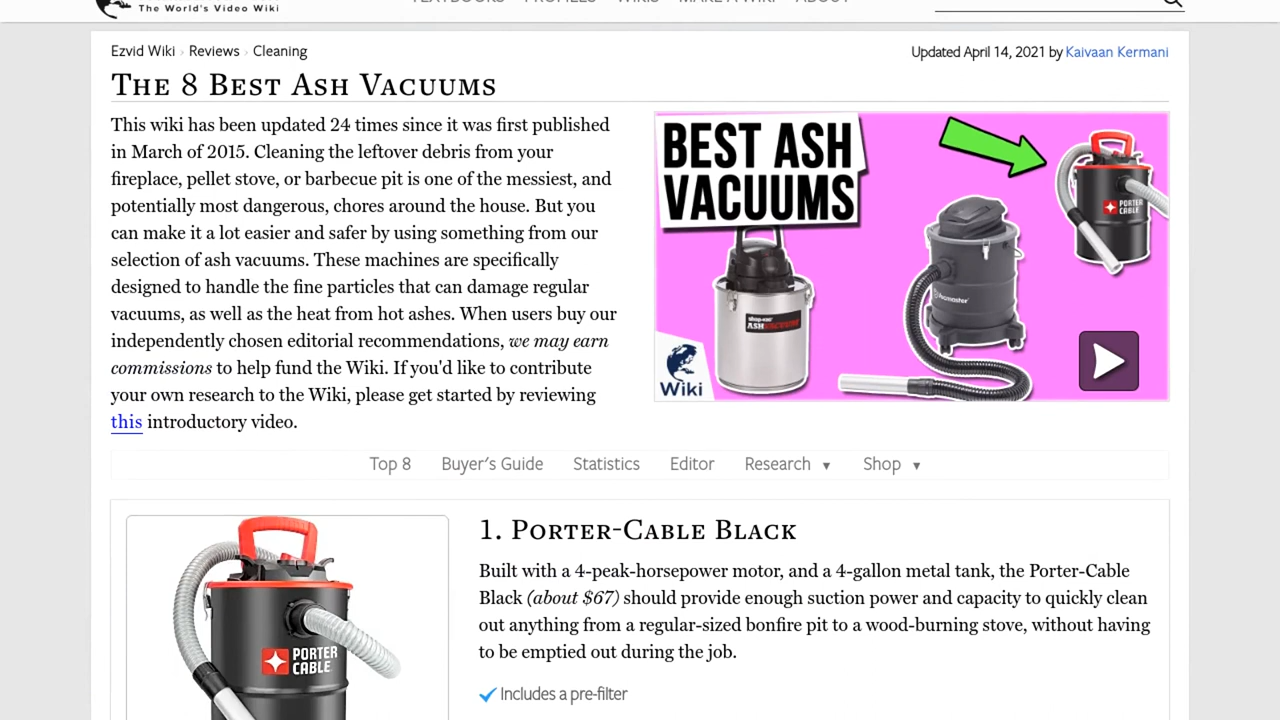 The World's Video Wiki
TEXTBOOKS PROFILES WIKIS MAKE A WIKI ABOUT
Ezvid Wiki › Reviews › Cleaning
Updated April 14, 2021 by Kaivaan Kermani
The 8 Best Ash Vacuums
This wiki has been updated 24 times since it was first published
in March of 2015. Cleaning the leftover debris from your
fireplace, pellet stove, or barbecue pit is one of the messiest, and
potentially most dangerous, chores around the house. But you
can make it a lot easier and safer by using something from our
selection of ash vacuums. These machines are specifically
designed to handle the fine particles that can damage regular
vacuums, as well as the heat from hot ashes. When users buy our
independently chosen editorial recommendations, we may earn
commissions to help fund the Wiki. If you'd like to contribute
your own research to the Wiki, please get started by reviewing
this introductory video.
BEST ASH
VACUUMS
PORTER
CABLE
shop-vac
ASH VACUUM
Wiki
Top 8 Buyer's Guide Statistics Editor Research ▼ Shop ▼
1. Porter-Cable Black
Built with a 4-peak-horsepower motor, and a 4-gallon metal tank, the Porter-Cable
Black (about $67) should provide enough suction power and capacity to quickly clean
out anything from a regular-sized bonfire pit to a wood-burning stove, without having
to be emptied out during the job.
Includes a pre-filter
PORTER
CABLE